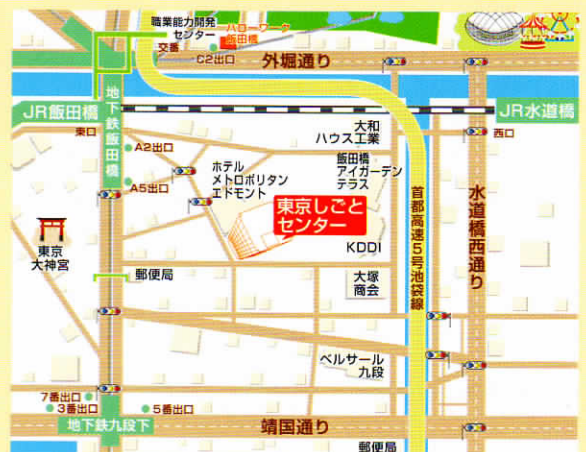 職業能力開発
センター
ハローワーク
飯田橋
交番
C2出口
外堀通り
JR飯田橋
地下鉄飯田橋
JR水道橋
東口
西口
A2出口
A5出口
大和
ハウス工業
ホテル
メトロポリタン
エドモント
飯田橋
アイガーデン
テラス
東京しごと
センター
首都高速5号池袋線
水道橋西通り
東京
大神宮
KDDI
郵便局
大塚
商会
ベルサール
九段
7番出口
3番出口
5番出口
地下鉄九段下
靖国通り
郵便局